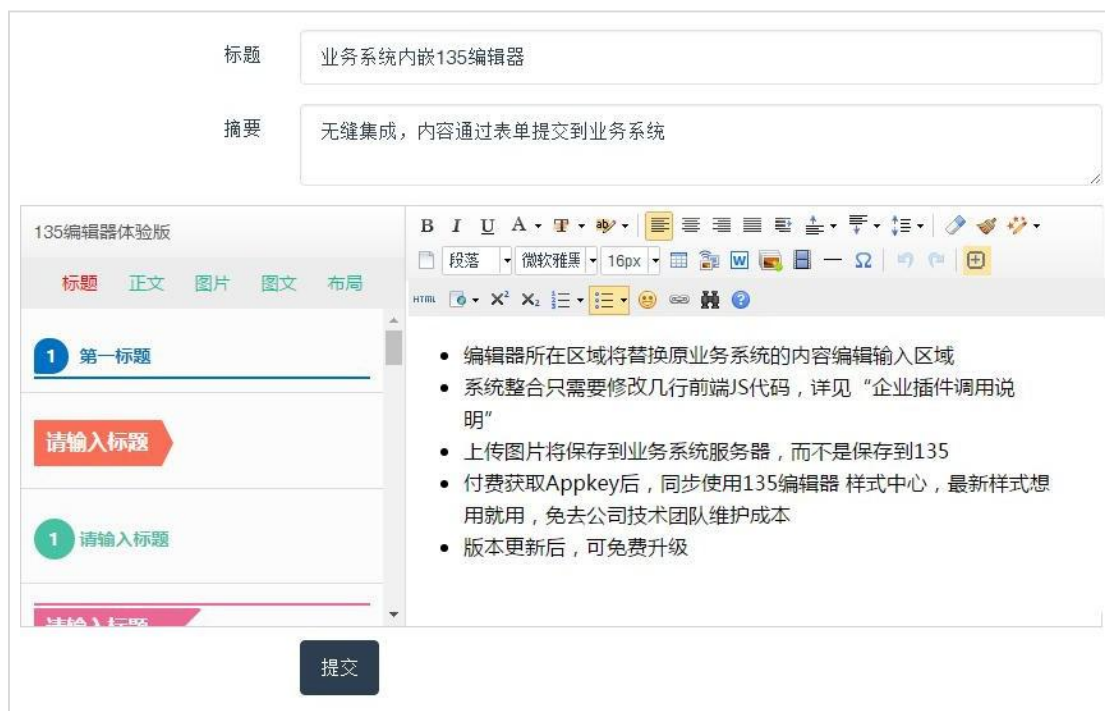 标题
业务系统内嵌135编辑器
摘要
无缝集成，内容通过表单提交到业务系统
135编辑器体验版
标题 正文 图片 图文 布局
1 第一标题
请输入标题
1 请输入标题
请输入标题
B I U A T ab
段落 微软雅黑 16px W Ω
HTML X² X₂
编辑器所在区域将替换原业务系统的内容编辑输入区域
系统整合只需要修改几行前端JS代码，详见“企业插件调用说
明”
上传图片将保存到业务系统服务器，而不是保存到135
付费获取Appkey后，同步使用135编辑器 样式中心，最新样式想
用就用，免去公司技术团队维护成本
版本更新后，可免费升级
提交